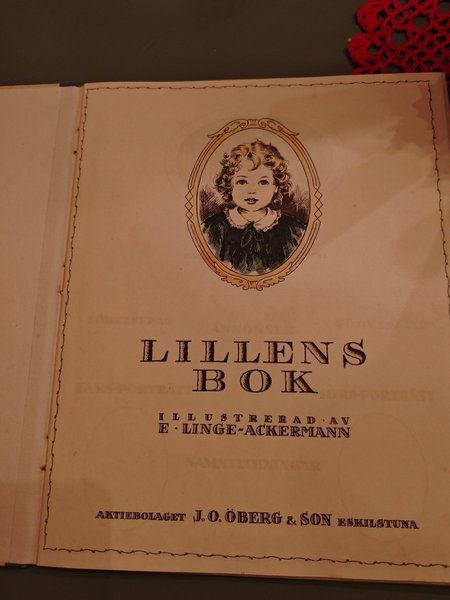 LILLENS
BOK
ILLUSTRERAD · AV
E · LINGE-ACKERMANN
AKTIEBOLAGET J. O. ÖBERG & SON ESKILSTUNA